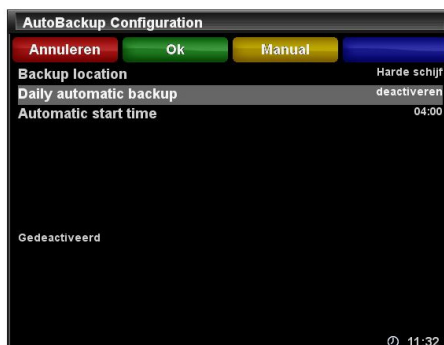 AutoBackup Configuration
Annuleren Ok Manual
Backup location Harde schijf
Daily automatic backup deactiveren
Automatic start time 04:00
Gedeactiveerd
11:32